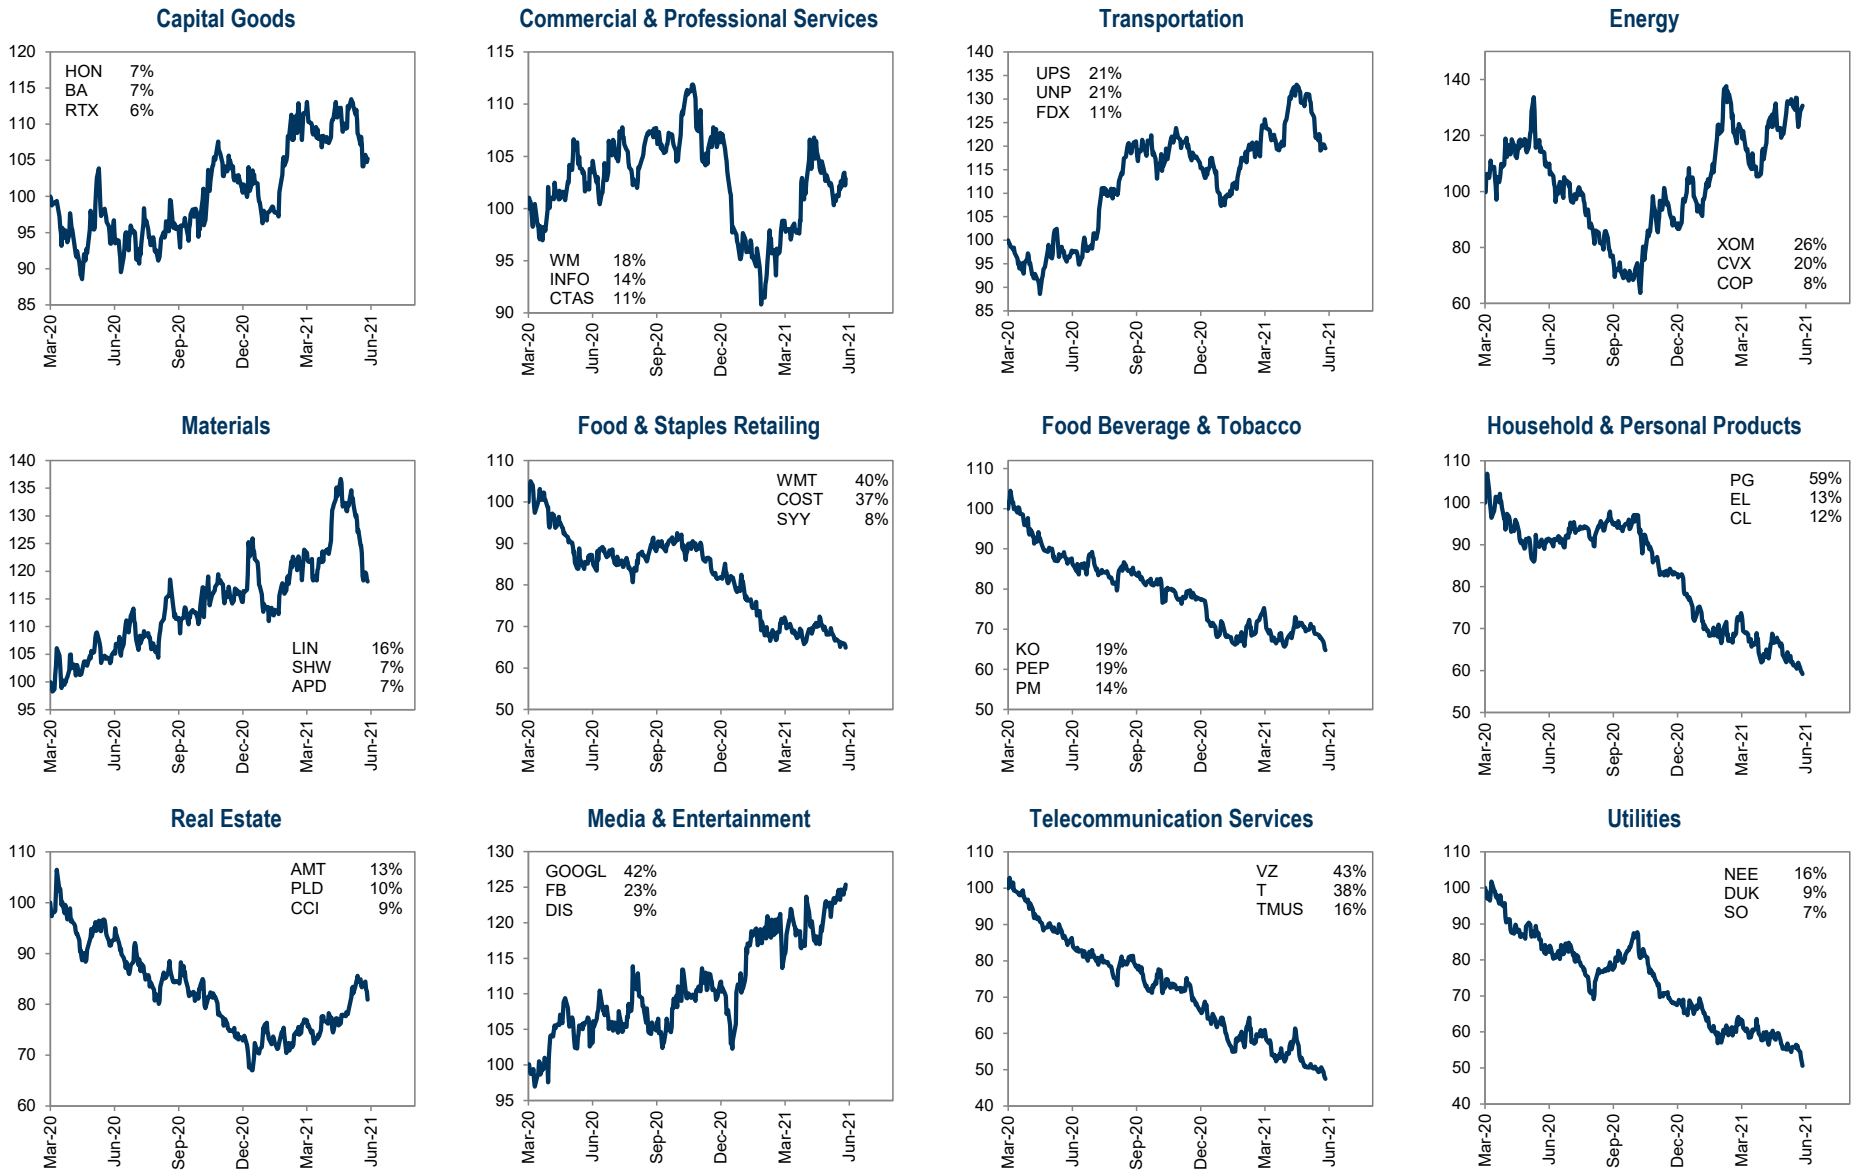 Capital Goods
120
115
110
105
100
95
90
85
HON 7%
BA 7%
RTX 6%
Mar-20
Jun-20
Sep-20
Dec-20
Mar-21
Jun-21
Commercial & Professional Services
115
110
105
100
95
90
WM 18%
INFO 14%
CTAS 11%
Mar-20
Jun-20
Sep-20
Dec-20
Mar-21
Jun-21
Transportation
140
135
130
125
120
115
110
105
100
95
90
85
UPS 21%
UNP 21%
FDX 11%
Mar-20
Jun-20
Sep-20
Dec-20
Mar-21
Jun-21
Energy
140
120
100
80
60
XOM 26%
CVX 20%
COP 8%
Mar-20
Jun-20
Sep-20
Dec-20
Mar-21
Jun-21
Materials
140
135
130
125
120
115
110
105
100
95
LIN 16%
SHW 7%
APD 7%
Mar-20
Jun-20
Sep-20
Dec-20
Mar-21
Jun-21
Food & Staples Retailing
110
100
90
80
70
60
50
WMT 40%
COST 37%
SYY 8%
Mar-20
Jun-20
Sep-20
Dec-20
Mar-21
Jun-21
Food Beverage & Tobacco
110
100
90
80
70
60
50
KO 19%
PEP 19%
PM 14%
Mar-20
Jun-20
Sep-20
Dec-20
Mar-21
Jun-21
Household & Personal Products
110
100
90
80
70
60
50
PG 59%
EL 13%
CL 12%
Mar-20
Jun-20
Sep-20
Dec-20
Mar-21
Jun-21
Real Estate
110
100
90
80
70
60
AMT 13%
PLD 10%
CCI 9%
Mar-20
Jun-20
Sep-20
Dec-20
Mar-21
Jun-21
Media & Entertainment
130
125
120
115
110
105
100
95
GOOGL 42%
FB 23%
DIS 9%
Mar-20
Jun-20
Sep-20
Dec-20
Mar-21
Jun-21
Telecommunication Services
110
100
90
80
70
60
50
40
VZ 43%
T 38%
TMUS 16%
Mar-20
Jun-20
Sep-20
Dec-20
Mar-21
Jun-21
Utilities
110
100
90
80
70
60
50
40
NEE 16%
DUK 9%
SO 7%
Mar-20
Jun-20
Sep-20
Dec-20
Mar-21
Jun-21